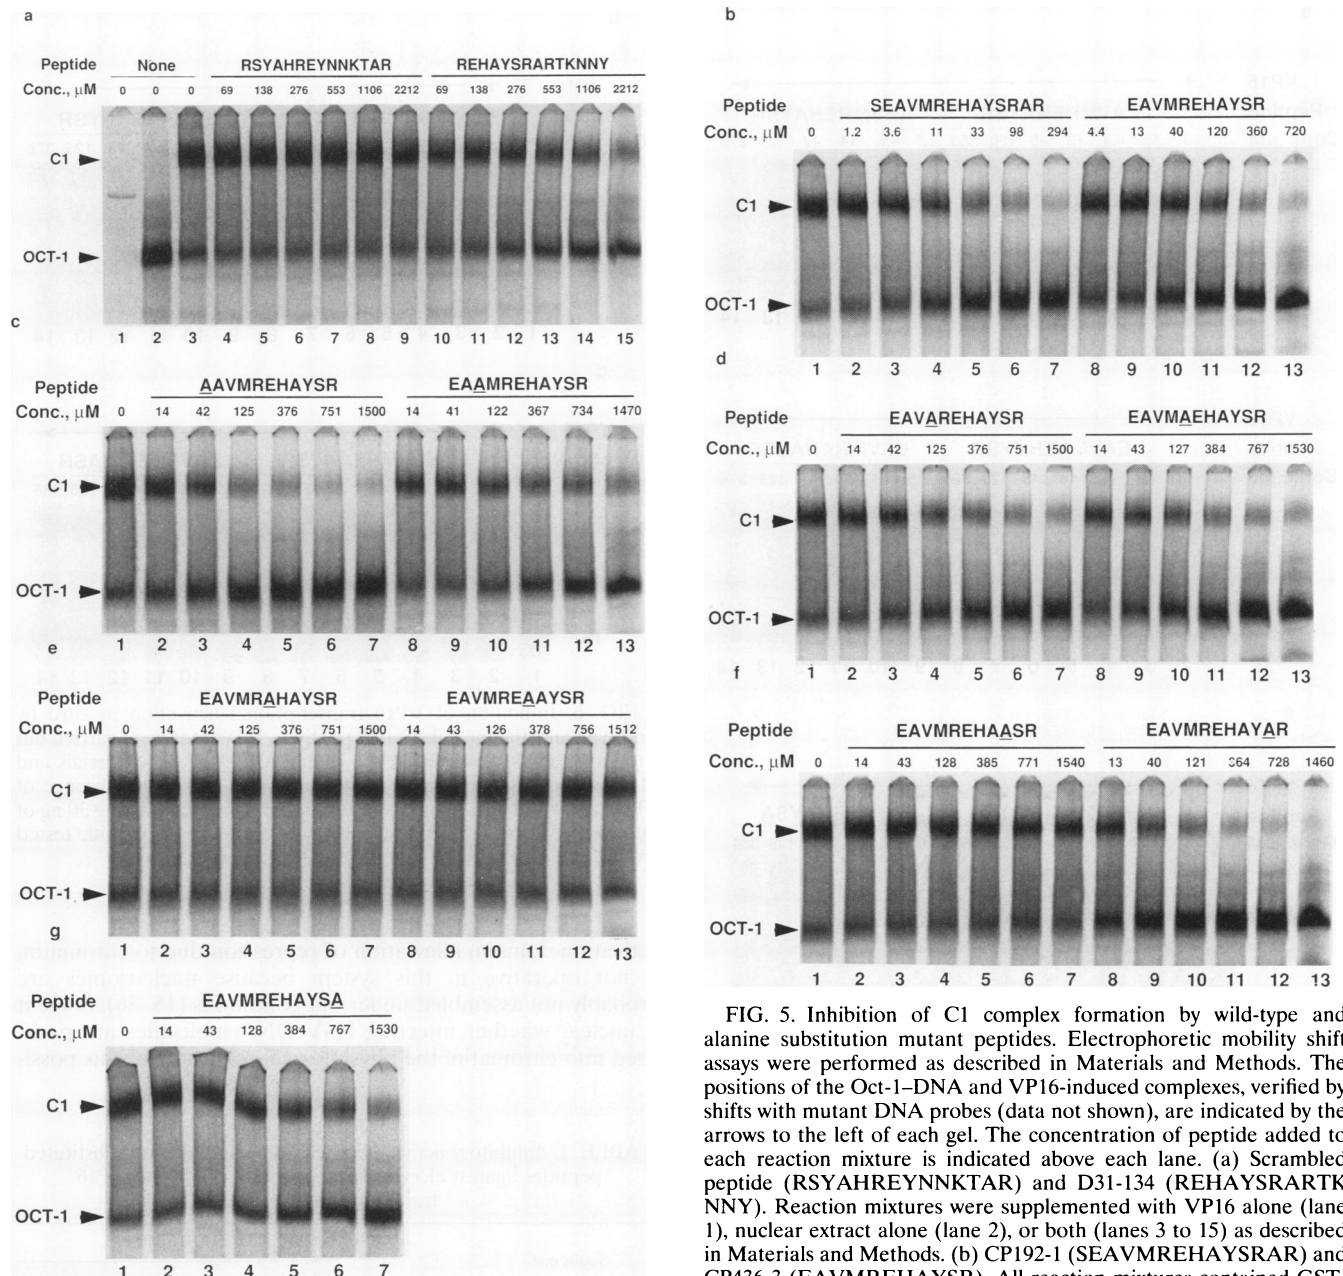 a
Peptide None RSYAHREYNNKTAR REHAYSRARTKNNY
Conc., µM 0 0 0 69 138 276 553 1106 2212 69 138 276 553 1106 2212
C1
OCT-1
1 2 3 4 5 6 7 8 9 10 11 12 13 14 15
b
Peptide SEAVMREHAYSRAR EAVMREHAYSR
Conc., µM 0 1.2 3.6 11 33 98 294 4.4 13 40 120 360 720
C1
OCT-1
1 2 3 4 5 6 7 8 9 10 11 12 13
c
Peptide AAVMREHAYSR EAAMREHAYSR
Conc., µM 0 14 42 125 376 751 1500 14 41 122 367 734 1470
C1
OCT-1
1 2 3 4 5 6 7 8 9 10 11 12 13
d
Peptide EAVAREHAYSR EAVMAEHAYSR
Conc., µM 0 14 42 125 376 751 1500 14 43 127 384 767 1530
C1
OCT-1
1 2 3 4 5 6 7 8 9 10 11 12 13
e
Peptide EAVMRAHAYSR EAVMREAAYSR
Conc., µM 0 14 42 125 376 751 1500 14 43 126 378 756 1512
C1
OCT-1
1 2 3 4 5 6 7 8 9 10 11 12 13
f
Peptide EAVMREHAASR EAVMREHAYAR
Conc., µM 0 14 43 128 385 771 1540 13 40 121 364 728 1460
C1
OCT-1
1 2 3 4 5 6 7 8 9 10 11 12 13
g
Peptide EAVMREHAYSA
Conc., µM 0 14 43 128 384 767 1530
C1
OCT-1
1 2 3 4 5 6 7
FIG. 5. Inhibition of C1 complex formation by wild-type and
alanine substitution mutant peptides. Electrophoretic mobility shift
assays were performed as described in Materials and Methods. The
positions of the Oct-1–DNA and VP16-induced complexes, verified by
shifts with mutant DNA probes (data not shown), are indicated by the
arrows to the left of each gel. The concentration of peptide added to
each reaction mixture is indicated above each lane. (a) Scrambled
peptide (RSYAHREYNNKTAR) and D31-134 (REHAYSRARTK
NNY). Reaction mixtures were supplemented with VP16 alone (lane
1), nuclear extract alone (lane 2), or both (lanes 3 to 15) as described
in Materials and Methods. (b) CP192-1 (SEAVMREHAYSRAR) and
CP436-3 (EAVMREHAYSR). All reaction mixtures contained GST-